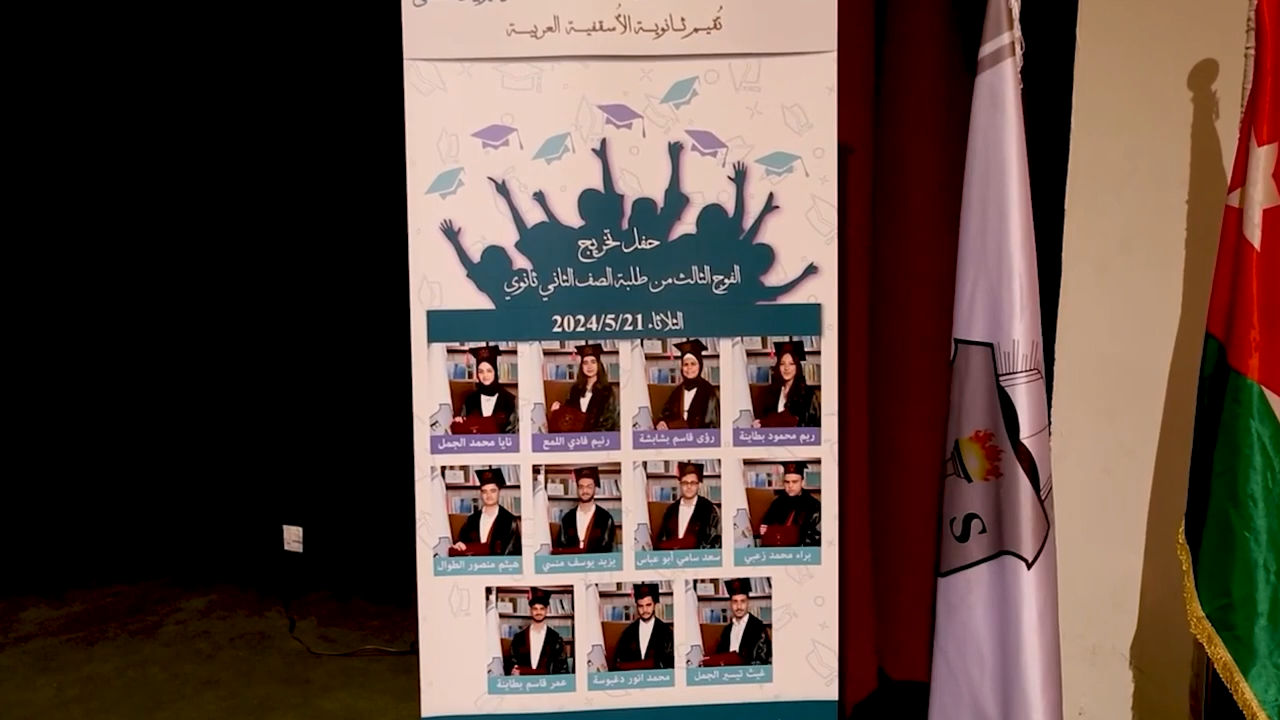 تُقيم ثانوية الأسقفية العربية
حفل تخريج
الفوج الثالث من طلبة الصف الثاني ثانوي
الثلاثاء 2024/5/21
ريم محمود بطاينة
رؤى قاسم بشابشة
رنيم فادي اللمع
نايا محمد الجمل
براء محمد زعبي
سعد سامي أبو عباس
يزيد يوسف منسي
هيثم منصور الطوال
غيث تيسير الجمل
محمد أنور دغيوسة
عمر قاسم بطاينة
S